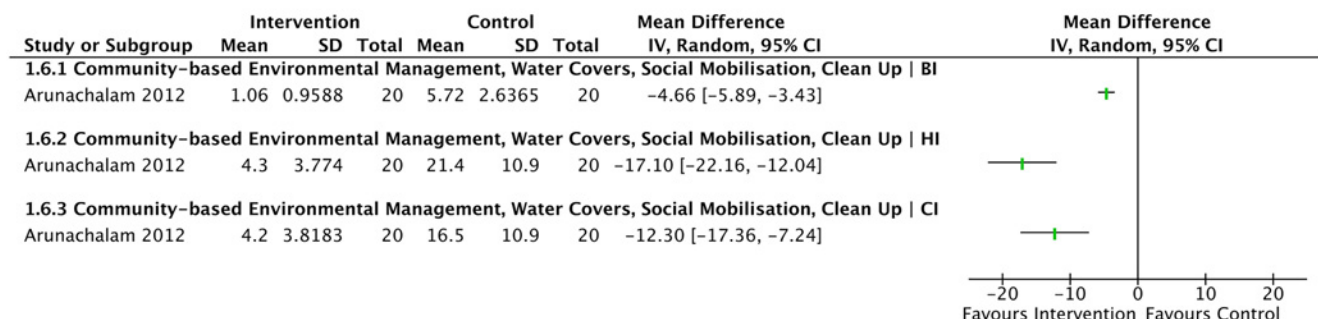 Intervention Control Mean Difference Mean Difference
Study or Subgroup Mean SD Total Mean SD Total IV, Random, 95% CI IV, Random, 95% CI
1.6.1 Community-based Environmental Management, Water Covers, Social Mobilisation, Clean Up | BI
Arunachalam 2012 1.06 0.9588 20 5.72 2.6365 20 −4.66 [−5.89, −3.43]
1.6.2 Community-based Environmental Management, Water Covers, Social Mobilisation, Clean Up | HI
Arunachalam 2012 4.3 3.774 20 21.4 10.9 20 −17.10 [−22.16, −12.04]
1.6.3 Community-based Environmental Management, Water Covers, Social Mobilisation, Clean Up | CI
Arunachalam 2012 4.2 3.8183 20 16.5 10.9 20 −12.30 [−17.36, −7.24]
−20 −10 0 10 20
Favours Intervention Favours Control